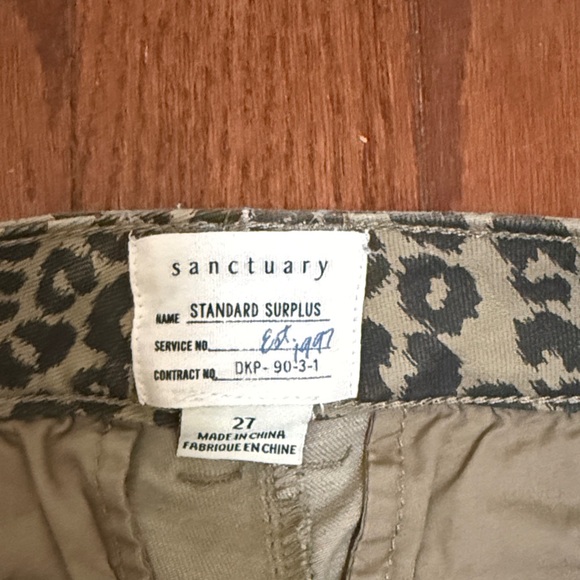 sanctuary
NAME STANDARD SURPLUS
SERVICE NO. Est. 1997
CONTRACT NO. DKP-90-3-1
27
MADE IN CHINA
FABRIQUE EN CHINE